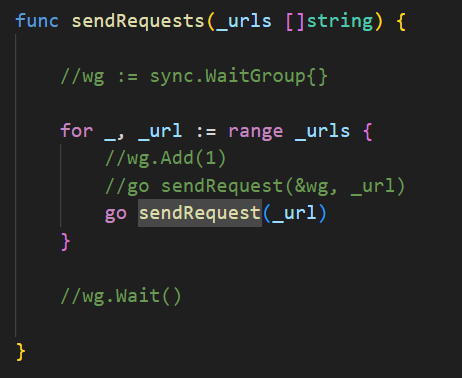 func sendRequests(_urls []string) {
//wg := sync.WaitGroup{}
for _, _url := range _urls {
//wg.Add(1)
//go sendRequest(&wg, _url)
go sendRequest(_url)
}
//wg.Wait()
}